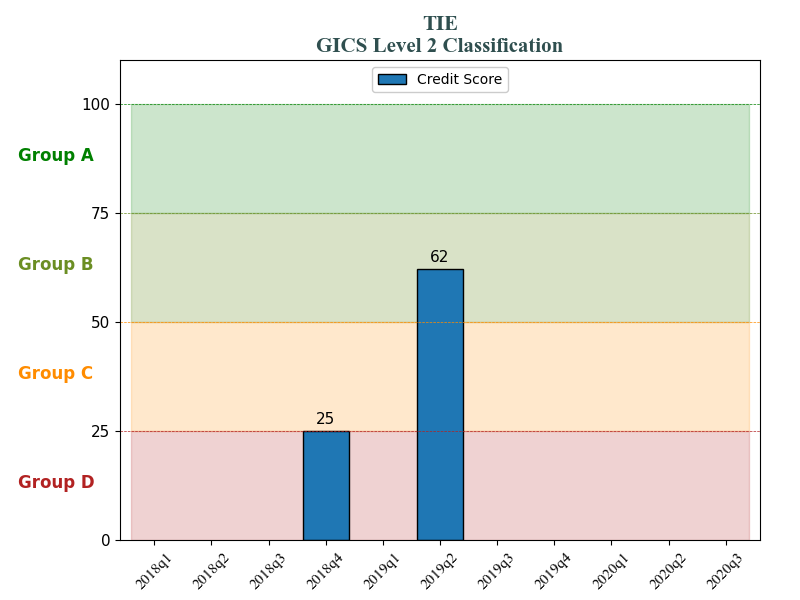 TIE
GICS Level 2 Classification
Credit Score
100
Group A
75
Group B
62
50
Group C
25
25
Group D
0
2018q1 2018q2 2018q3 2018q4 2019q1 2019q2 2019q3 2019q4 2020q1 2020q2 2020q3